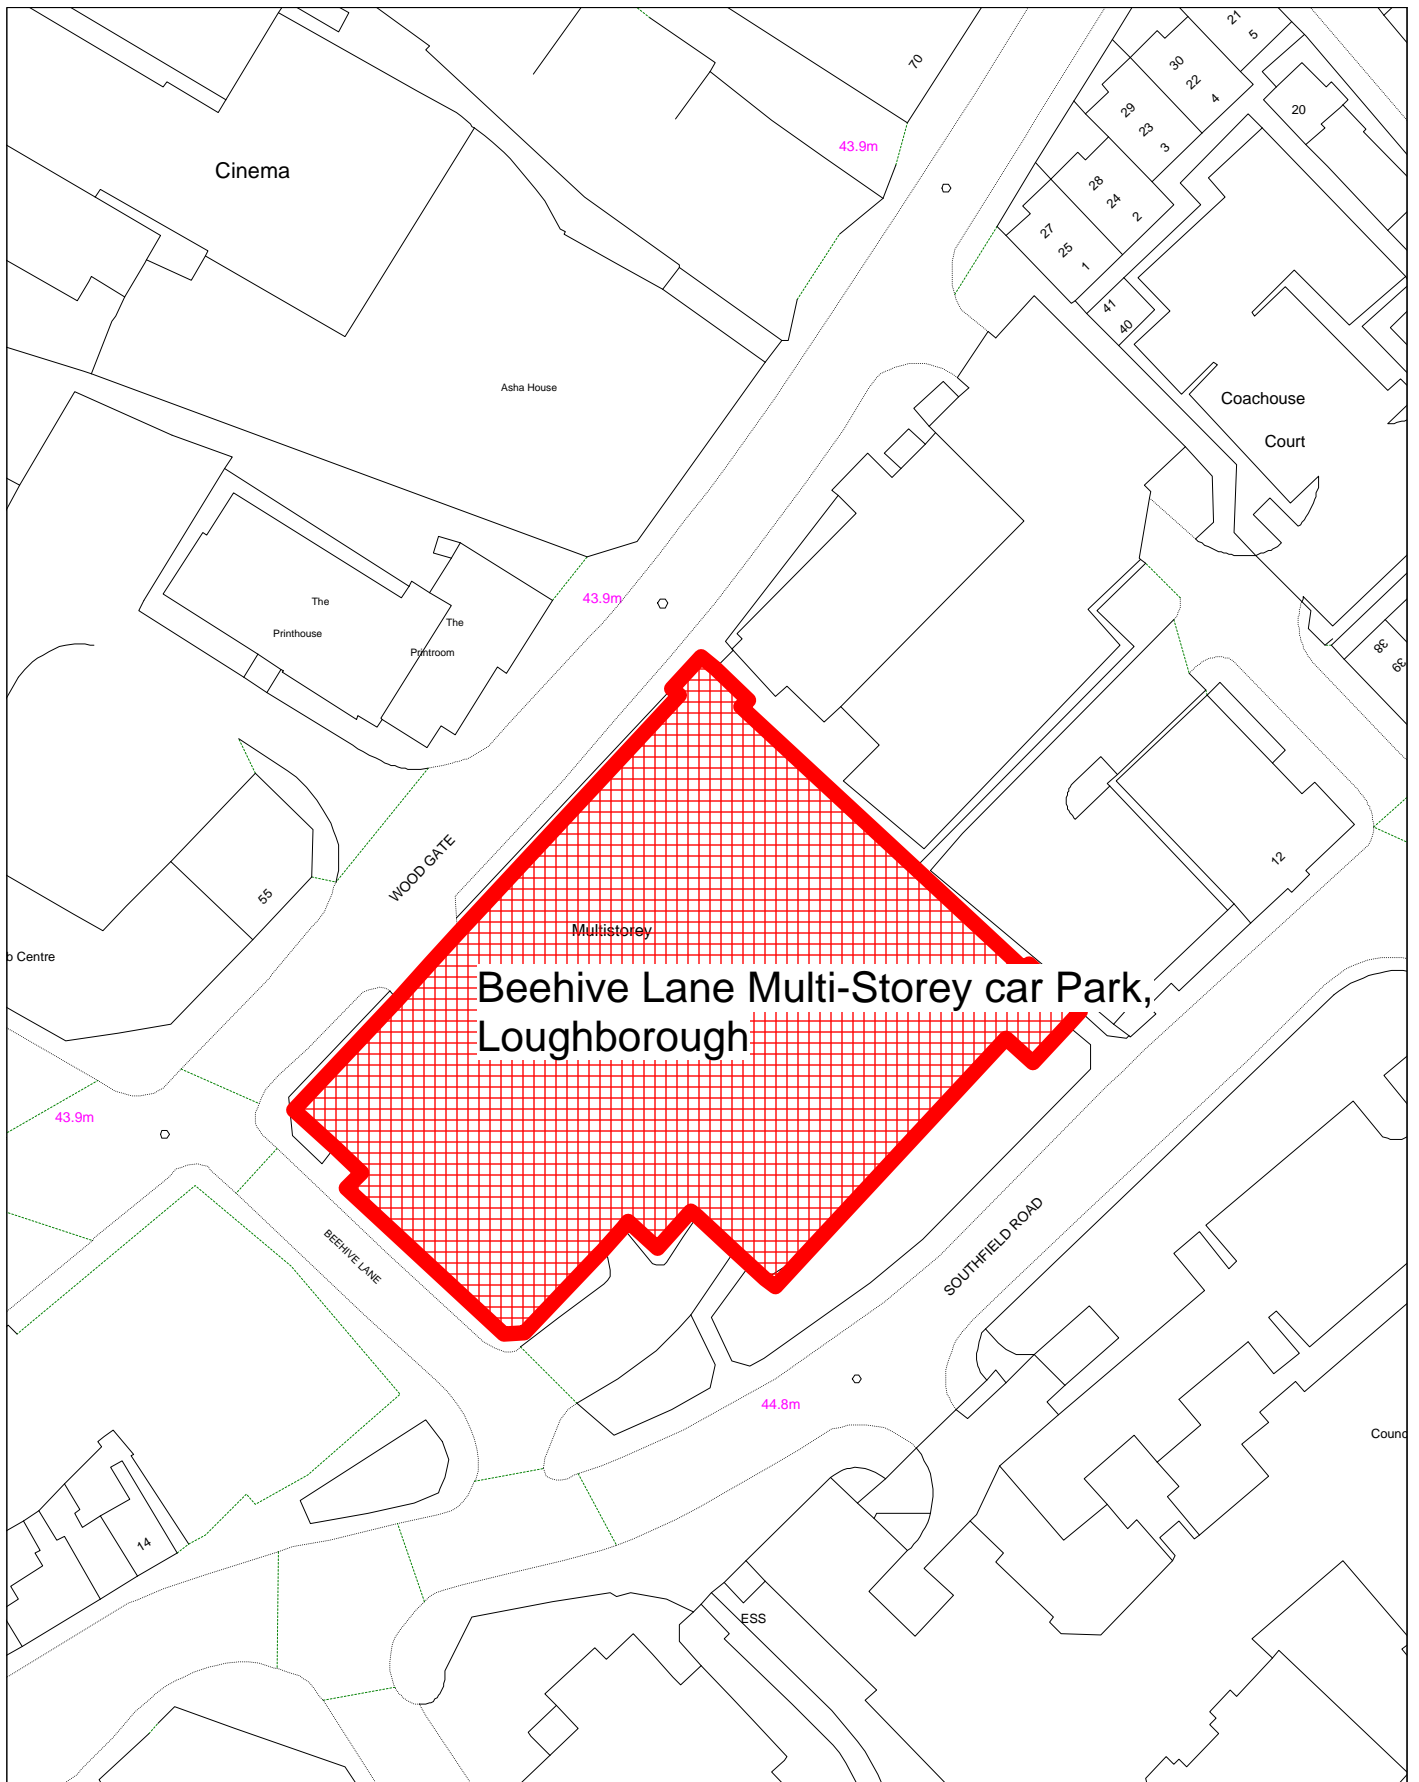 21
5
70
30
22
4
29
23
3
20
43.9m
Cinema
28
24
2
27
25
1
41
40
Asha House
Coachouse
Court
43.9m
The
Printhouse
The
Printroom
38
39
WOOD GATE
12
55
Multistorey
o Centre
Beehive Lane Multi-Storey car Park,
Loughborough
43.9m
BEEHIVE LANE
SOUTHFIELD ROAD
44.8m
Counc
14
ESS